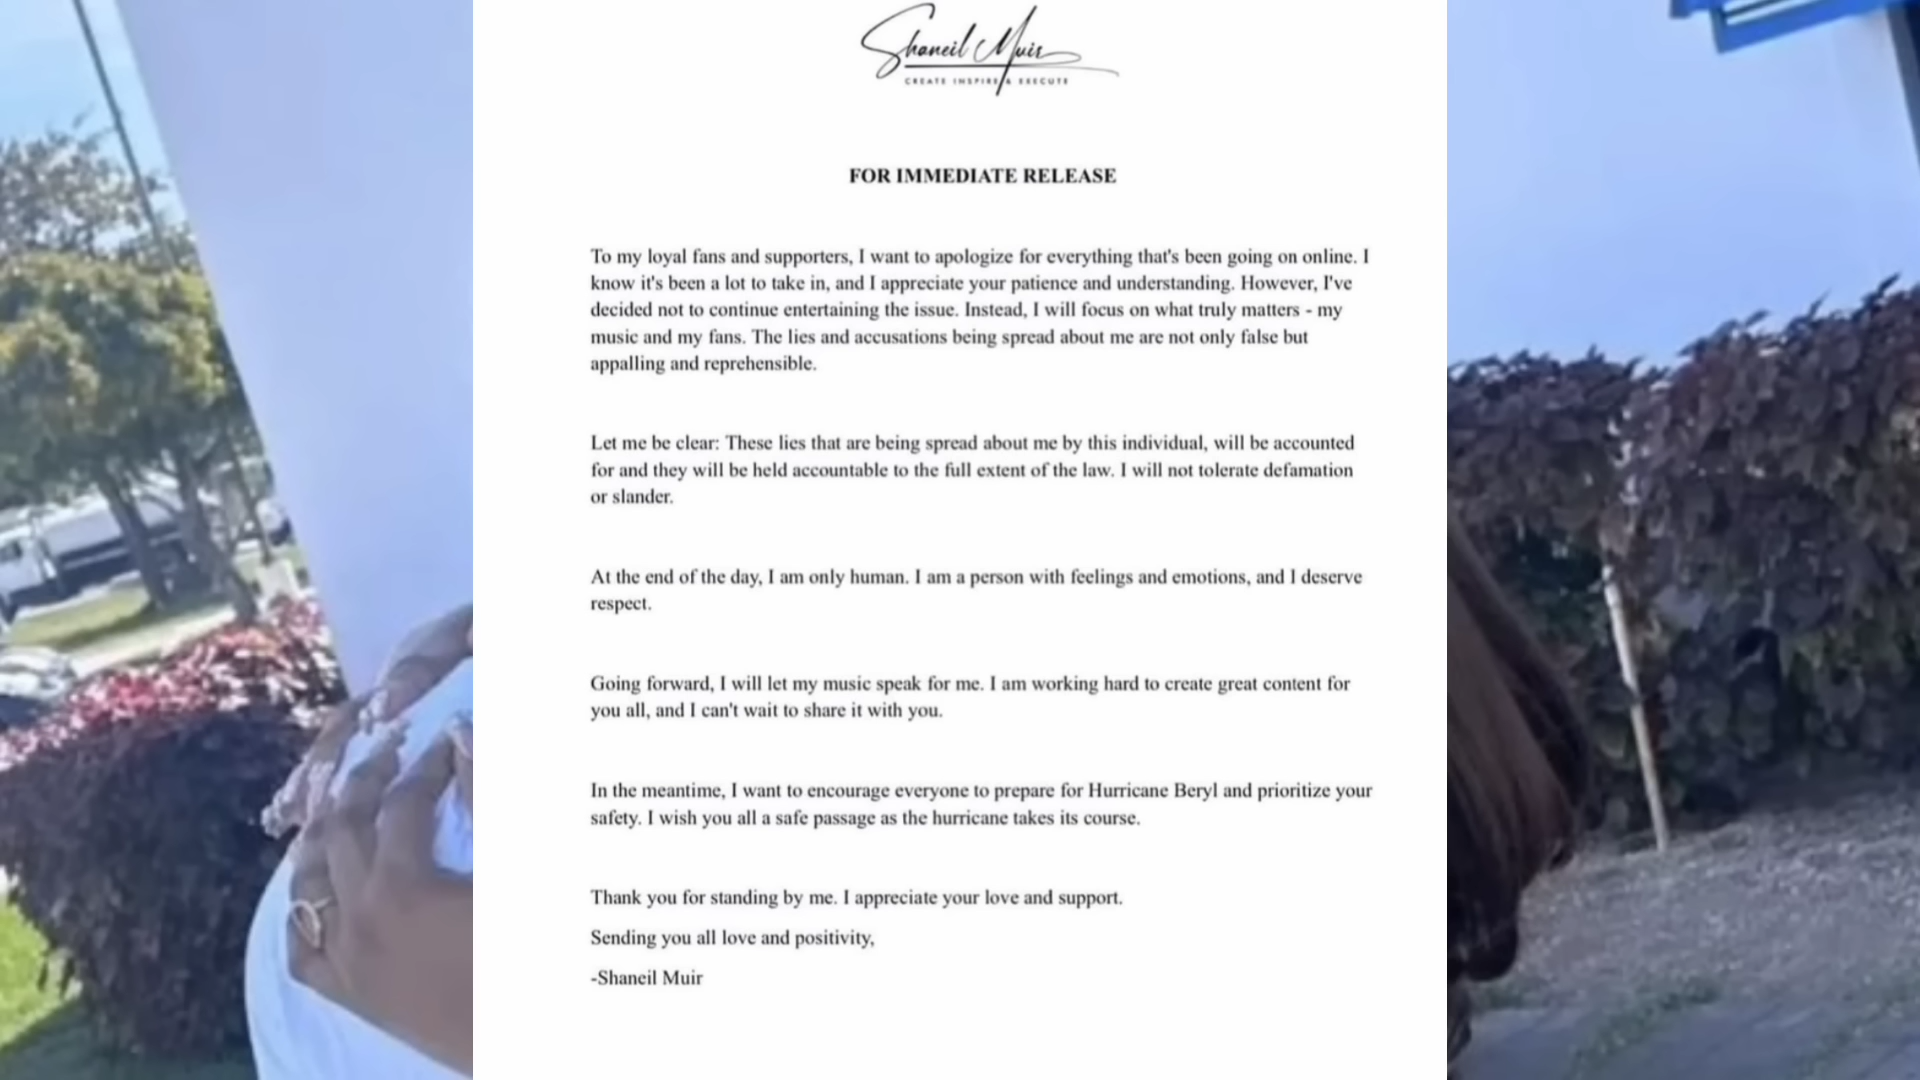 Shaneil Muir
CREATE INSPIRE & EXECUTE
FOR IMMEDIATE RELEASE
To my loyal fans and supporters, I want to apologize for everything that's been going on online. I
know it's been a lot to take in, and I appreciate your patience and understanding. However, I've
decided not to continue entertaining the issue. Instead, I will focus on what truly matters - my
music and my fans. The lies and accusations being spread about me are not only false but
appalling and reprehensible.
Let me be clear: These lies that are being spread about me by this individual, will be accounted
for and they will be held accountable to the full extent of the law. I will not tolerate defamation
or slander.
At the end of the day, I am only human. I am a person with feelings and emotions, and I deserve
respect.
Going forward, I will let my music speak for me. I am working hard to create great content for
you all, and I can't wait to share it with you.
In the meantime, I want to encourage everyone to prepare for Hurricane Beryl and prioritize your
safety. I wish you all a safe passage as the hurricane takes its course.
Thank you for standing by me. I appreciate your love and support.
Sending you all love and positivity,
-Shaneil Muir